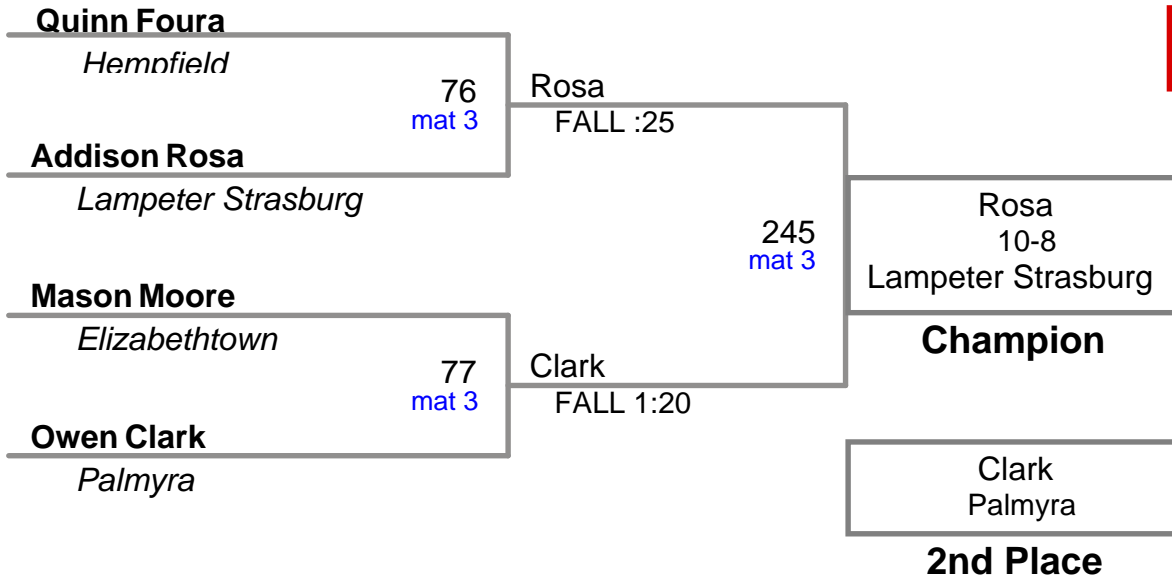 Quinn Foura
Hempfield
76
mat 3
Rosa
FALL :25
Addison Rosa
Lampeter Strasburg
245
mat 3
Rosa
10-8
Lampeter Strasburg
Champion
Mason Moore
Elizabethtown
77
mat 3
Clark
FALL 1:20
Owen Clark
Palmyra
Clark
Palmyra
2nd Place